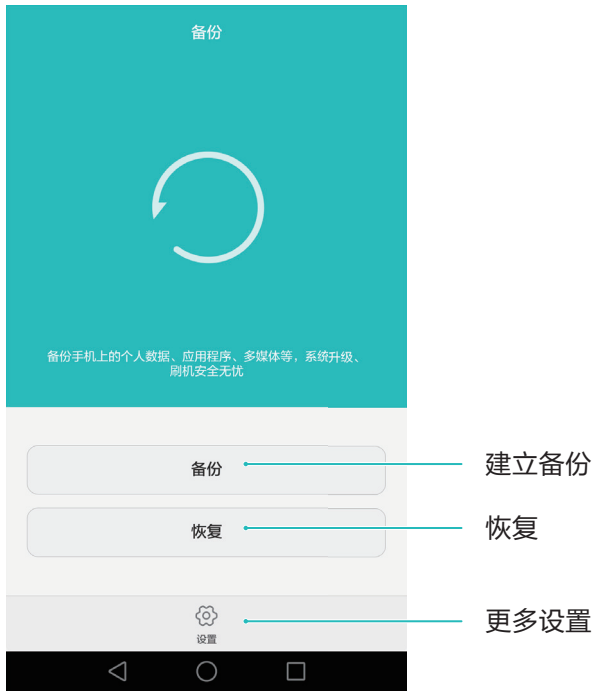 备份
备份手机上的个人数据、应用程序、多媒体等，系统升级、
刷机安全无忧
备份
建立备份
恢复
恢复
设置
更多设置